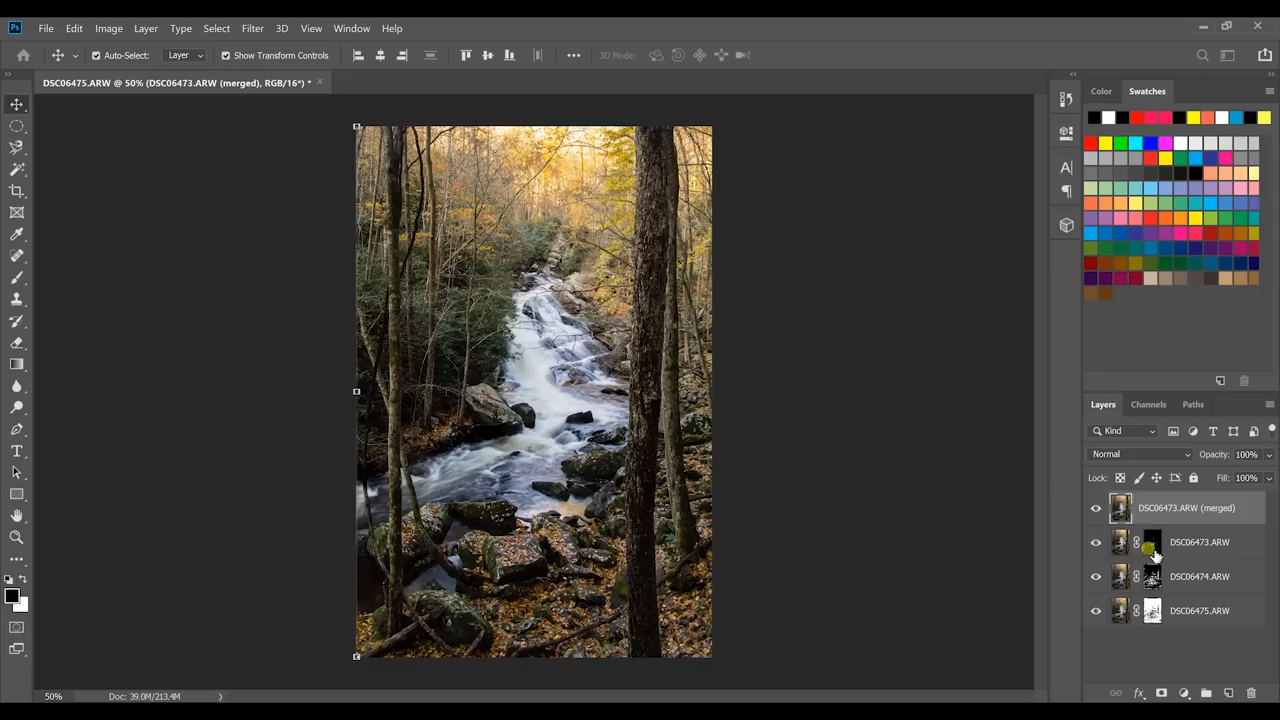 Ps File Edit Image Layer Type Select Filter 3D View Window Help
Auto-Select: Layer Show Transform Controls 3D Mode:
DSC06475.ARW @ 50% (DSC06473.ARW (merged), RGB/16*) * ×
Color Swatches
Layers Channels Paths
Kind
Normal Opacity: 100%
Lock: Fill: 100%
DSC06473.ARW (merged)
DSC06473.ARW
DSC06474.ARW
DSC06475.ARW
50% Doc: 39.0M/213.4M